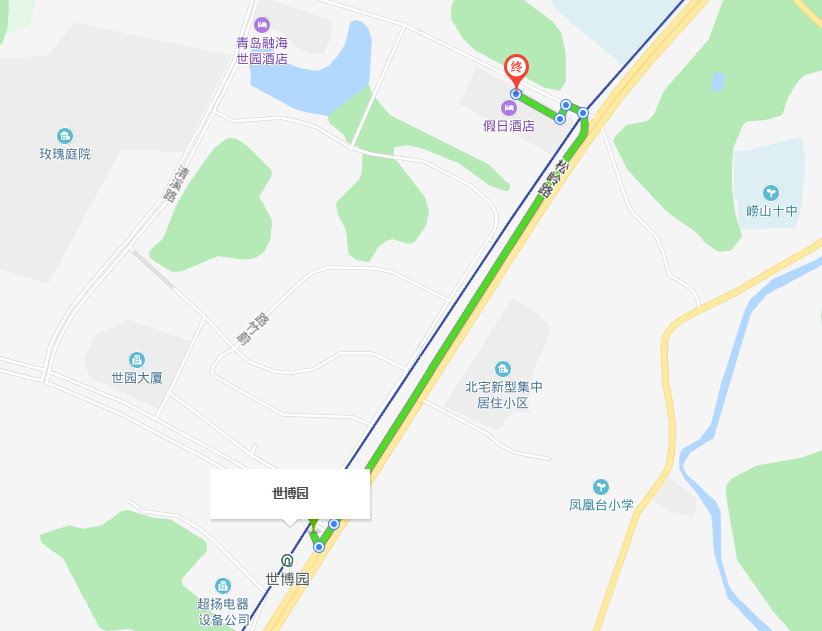 青岛融海
世园酒店
终
假日酒店
玫瑰庭院
清溪路
松岭路
崂山十中
路竹蔚
世园大厦
北宅新型集中
居住小区
世博园
凤凰台小学
世博园
超扬电器
设备公司